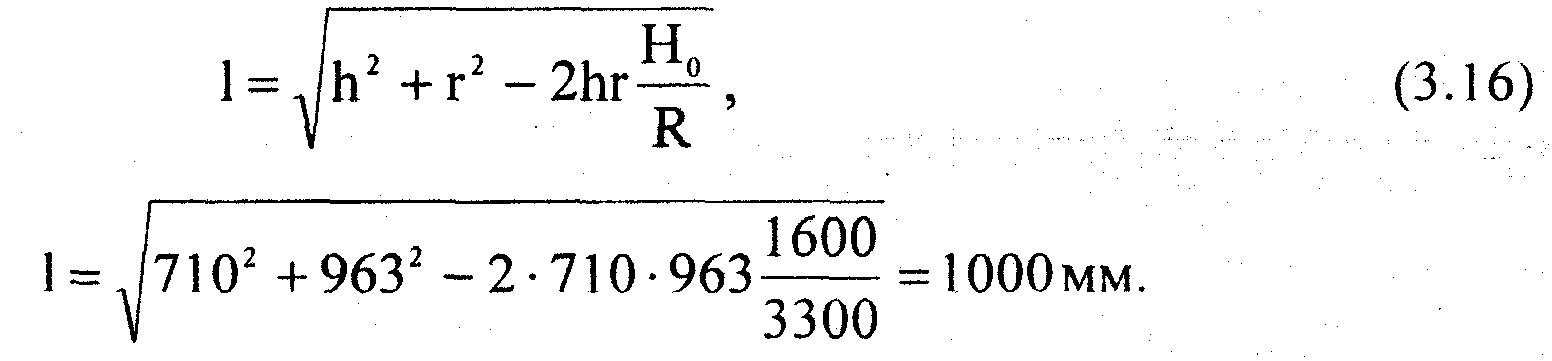 l = √(h² + r² − 2hr H₀/R), (3.16)
l = √(710² + 963² − 2·710·963 1600/3300) = 1000 мм.